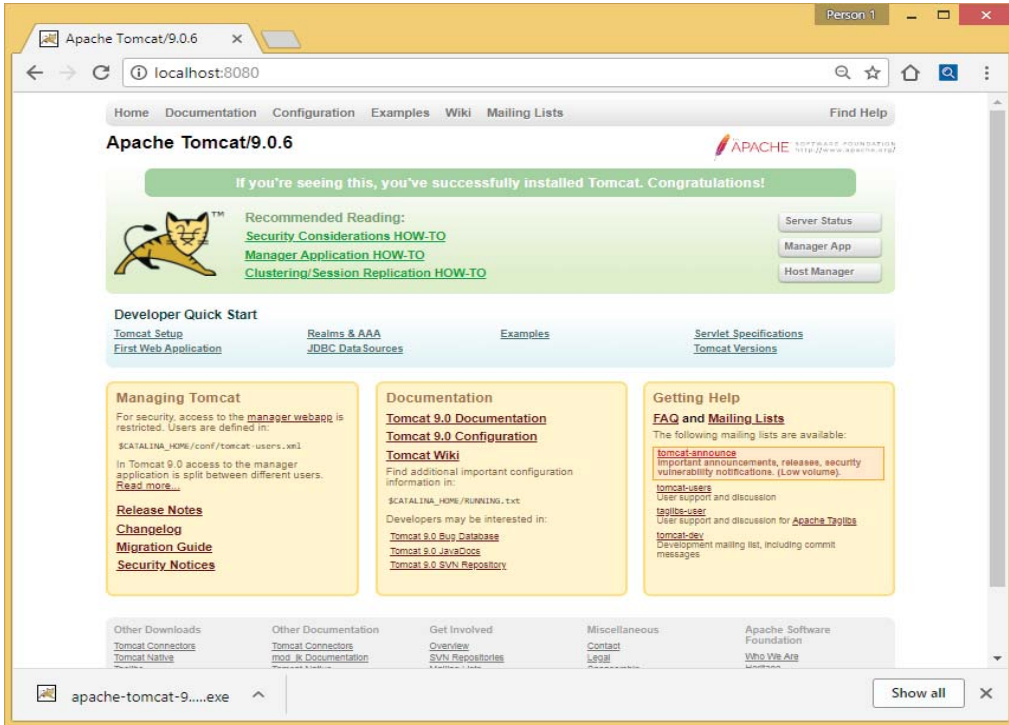 Person 1
Apache Tomcat/9.0.6
localhost:8080
Home Documentation Configuration Examples Wiki Mailing Lists Find Help
Apache Tomcat/9.0.6
APACHE SOFTWARE FOUNDATION
http://www.apache.org/
If you're seeing this, you've successfully installed Tomcat. Congratulations!
TM
Recommended Reading:
Security Considerations HOW-TO
Manager Application HOW-TO
Clustering/Session Replication HOW-TO
Server Status
Manager App
Host Manager
Developer Quick Start
Tomcat Setup Realms & AAA Examples Servlet Specifications
First Web Application JDBC DataSources Tomcat Versions
Managing Tomcat
For security, access to the manager webapp is
restricted. Users are defined in:
$CATALINA_HOME/conf/tomcat-users.xml
In Tomcat 9.0 access to the manager
application is split between different users.
Read more...
Release Notes
Changelog
Migration Guide
Security Notices
Documentation
Tomcat 9.0 Documentation
Tomcat 9.0 Configuration
Tomcat Wiki
Find additional important configuration
information in:
$CATALINA_HOME/RUNNING.txt
Developers may be interested in:
Tomcat 9.0 Bug Database
Tomcat 9.0 JavaDocs
Tomcat 9.0 SVN Repository
Getting Help
FAQ and Mailing Lists
The following mailing lists are available:
tomcat-announce
Important announcements, releases, security
vulnerability notifications. (Low volume).
tomcat-users
User support and discussion
taglibs-user
User support and discussion for Apache Taglibs
tomcat-dev
Development mailing list, including commit
messages
Other Downloads
Tomcat Connectors
Tomcat Native
Other Documentation
Tomcat Connectors
mod_jk Documentation
Get Involved
Overview
SVN Repositories
Miscellaneous
Contact
Legal
Apache Software
Foundation
Who We Are
apache-tomcat-9.....exe
Show all